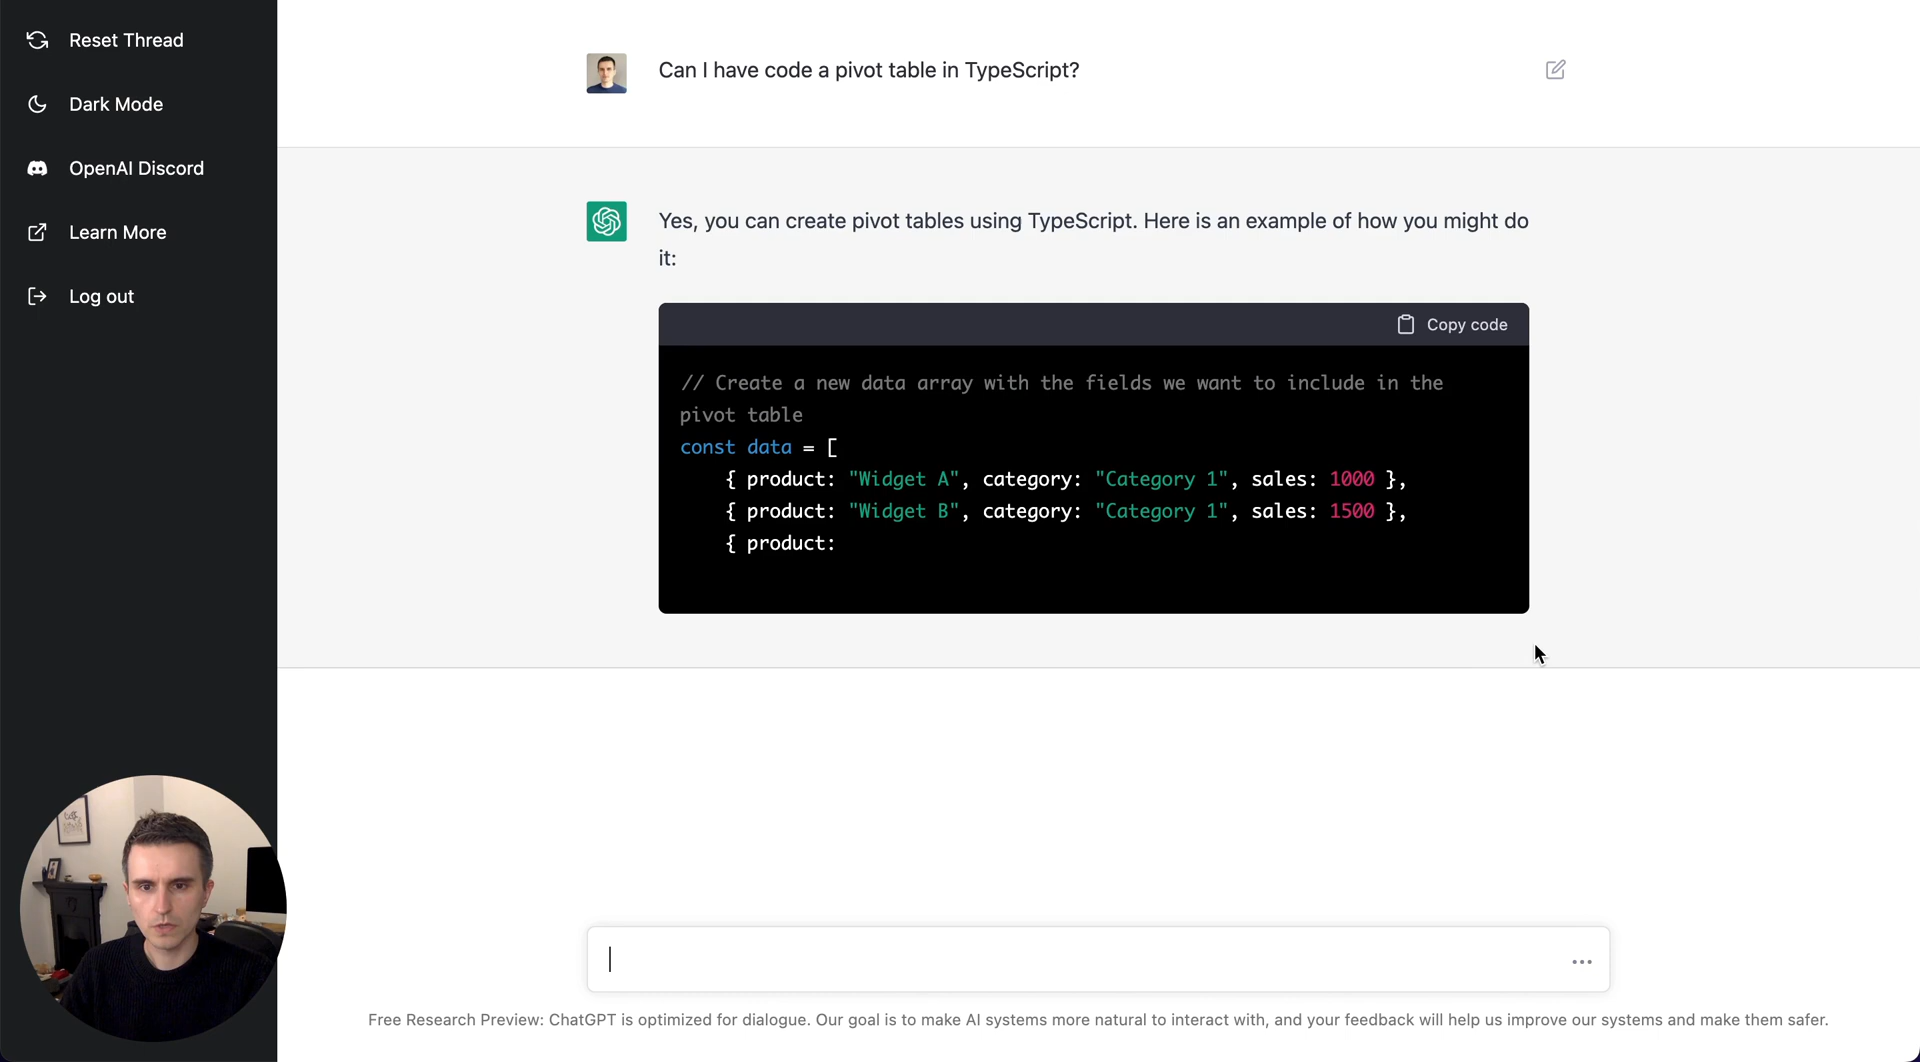 Reset Thread
Dark Mode
OpenAI Discord
Learn More
Log out
Can I have code a pivot table in TypeScript?
Yes, you can create pivot tables using TypeScript. Here is an example of how you might do
it:
Copy code
// Create a new data array with the fields we want to include in the
pivot table
const data = [
    { product: "Widget A", category: "Category 1", sales: 1000 },
    { product: "Widget B", category: "Category 1", sales: 1500 },
    { product:
Free Research Preview: ChatGPT is optimized for dialogue. Our goal is to make AI systems more natural to interact with, and your feedback will help us improve our systems and make them safer.